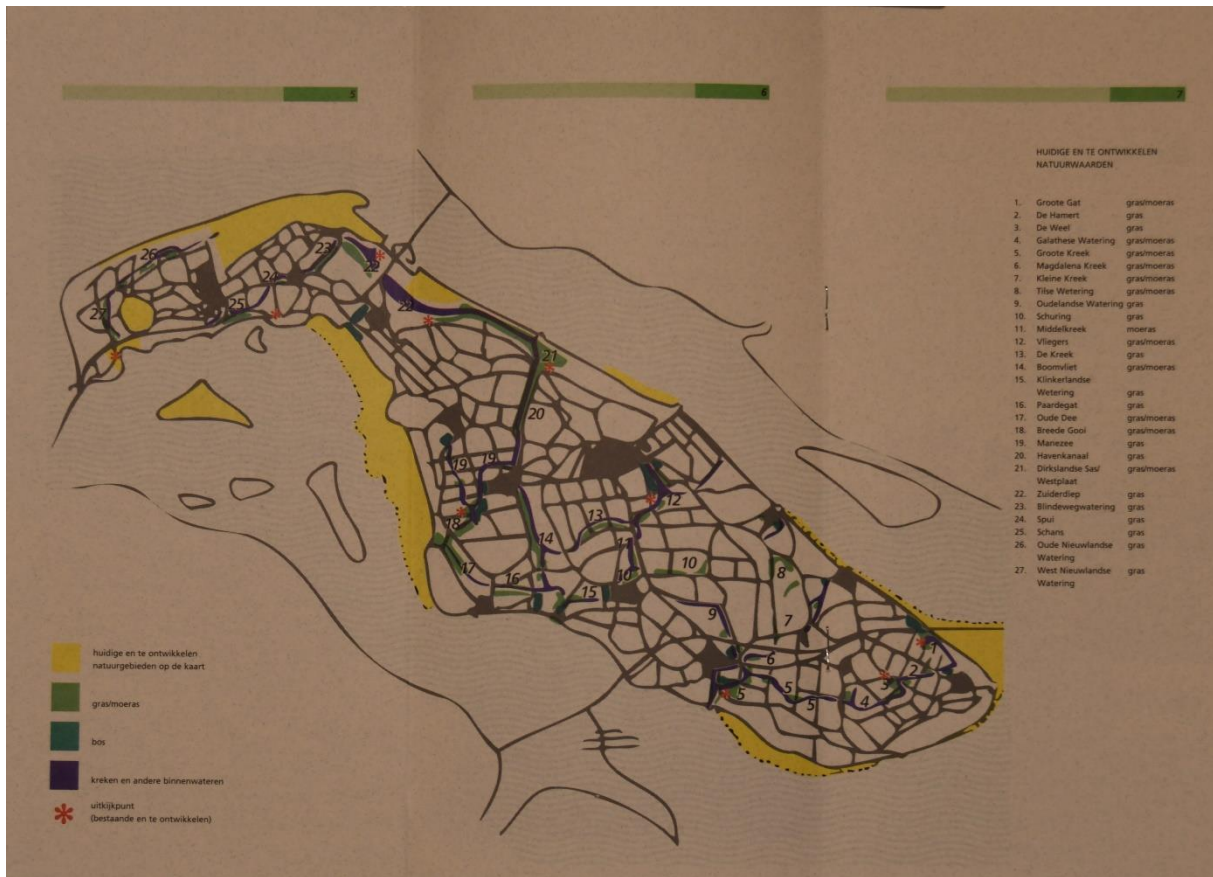 5
6
7
HUIDIGE EN TE ONTWIKKELEN
NATUURWAARDEN
1. Groote Gat gras/moeras
2. De Hamert gras
3. De Weel gras
4. Galathese Watering gras/moeras
5. Groote Kreek gras/moeras
6. Magdalena Kreek gras/moeras
7. Kleine Kreek gras/moeras
8. Tilse Wetering gras/moeras
9. Oudelandse Watering gras
10. Schuring gras
11. Middelkreek moeras
12. Vliegers gras/moeras
13. De Kreek gras
14. Boomvliet gras/moeras
15. Klinkerlandse
Wetering gras
16. Paardegat gras
17. Oude Dee gras/moeras
18. Breede Gooi gras/moeras
19. Manezee gras
20. Havenkanaal gras
21. Dirkslandse Sas/ gras/moeras
Westplaat
22. Zuiderdiep gras
23. Blindewegwatering gras
24. Spui gras
25. Schans gras
26. Oude Nieuwlandse gras
Watering
27. West Nieuwlandse gras
Watering
26
23
22
24
25
27
21
20
19
19
12
18
13
14
11
17
16
15
10
10
8
9
7
6
1
2
3
5
5
5
4
huidige en te ontwikkelen
natuurgebieden op de kaart
gras/moeras
bos
kreken en andere binnenwateren
uitkijkpunt
(bestaande en te ontwikkelen)